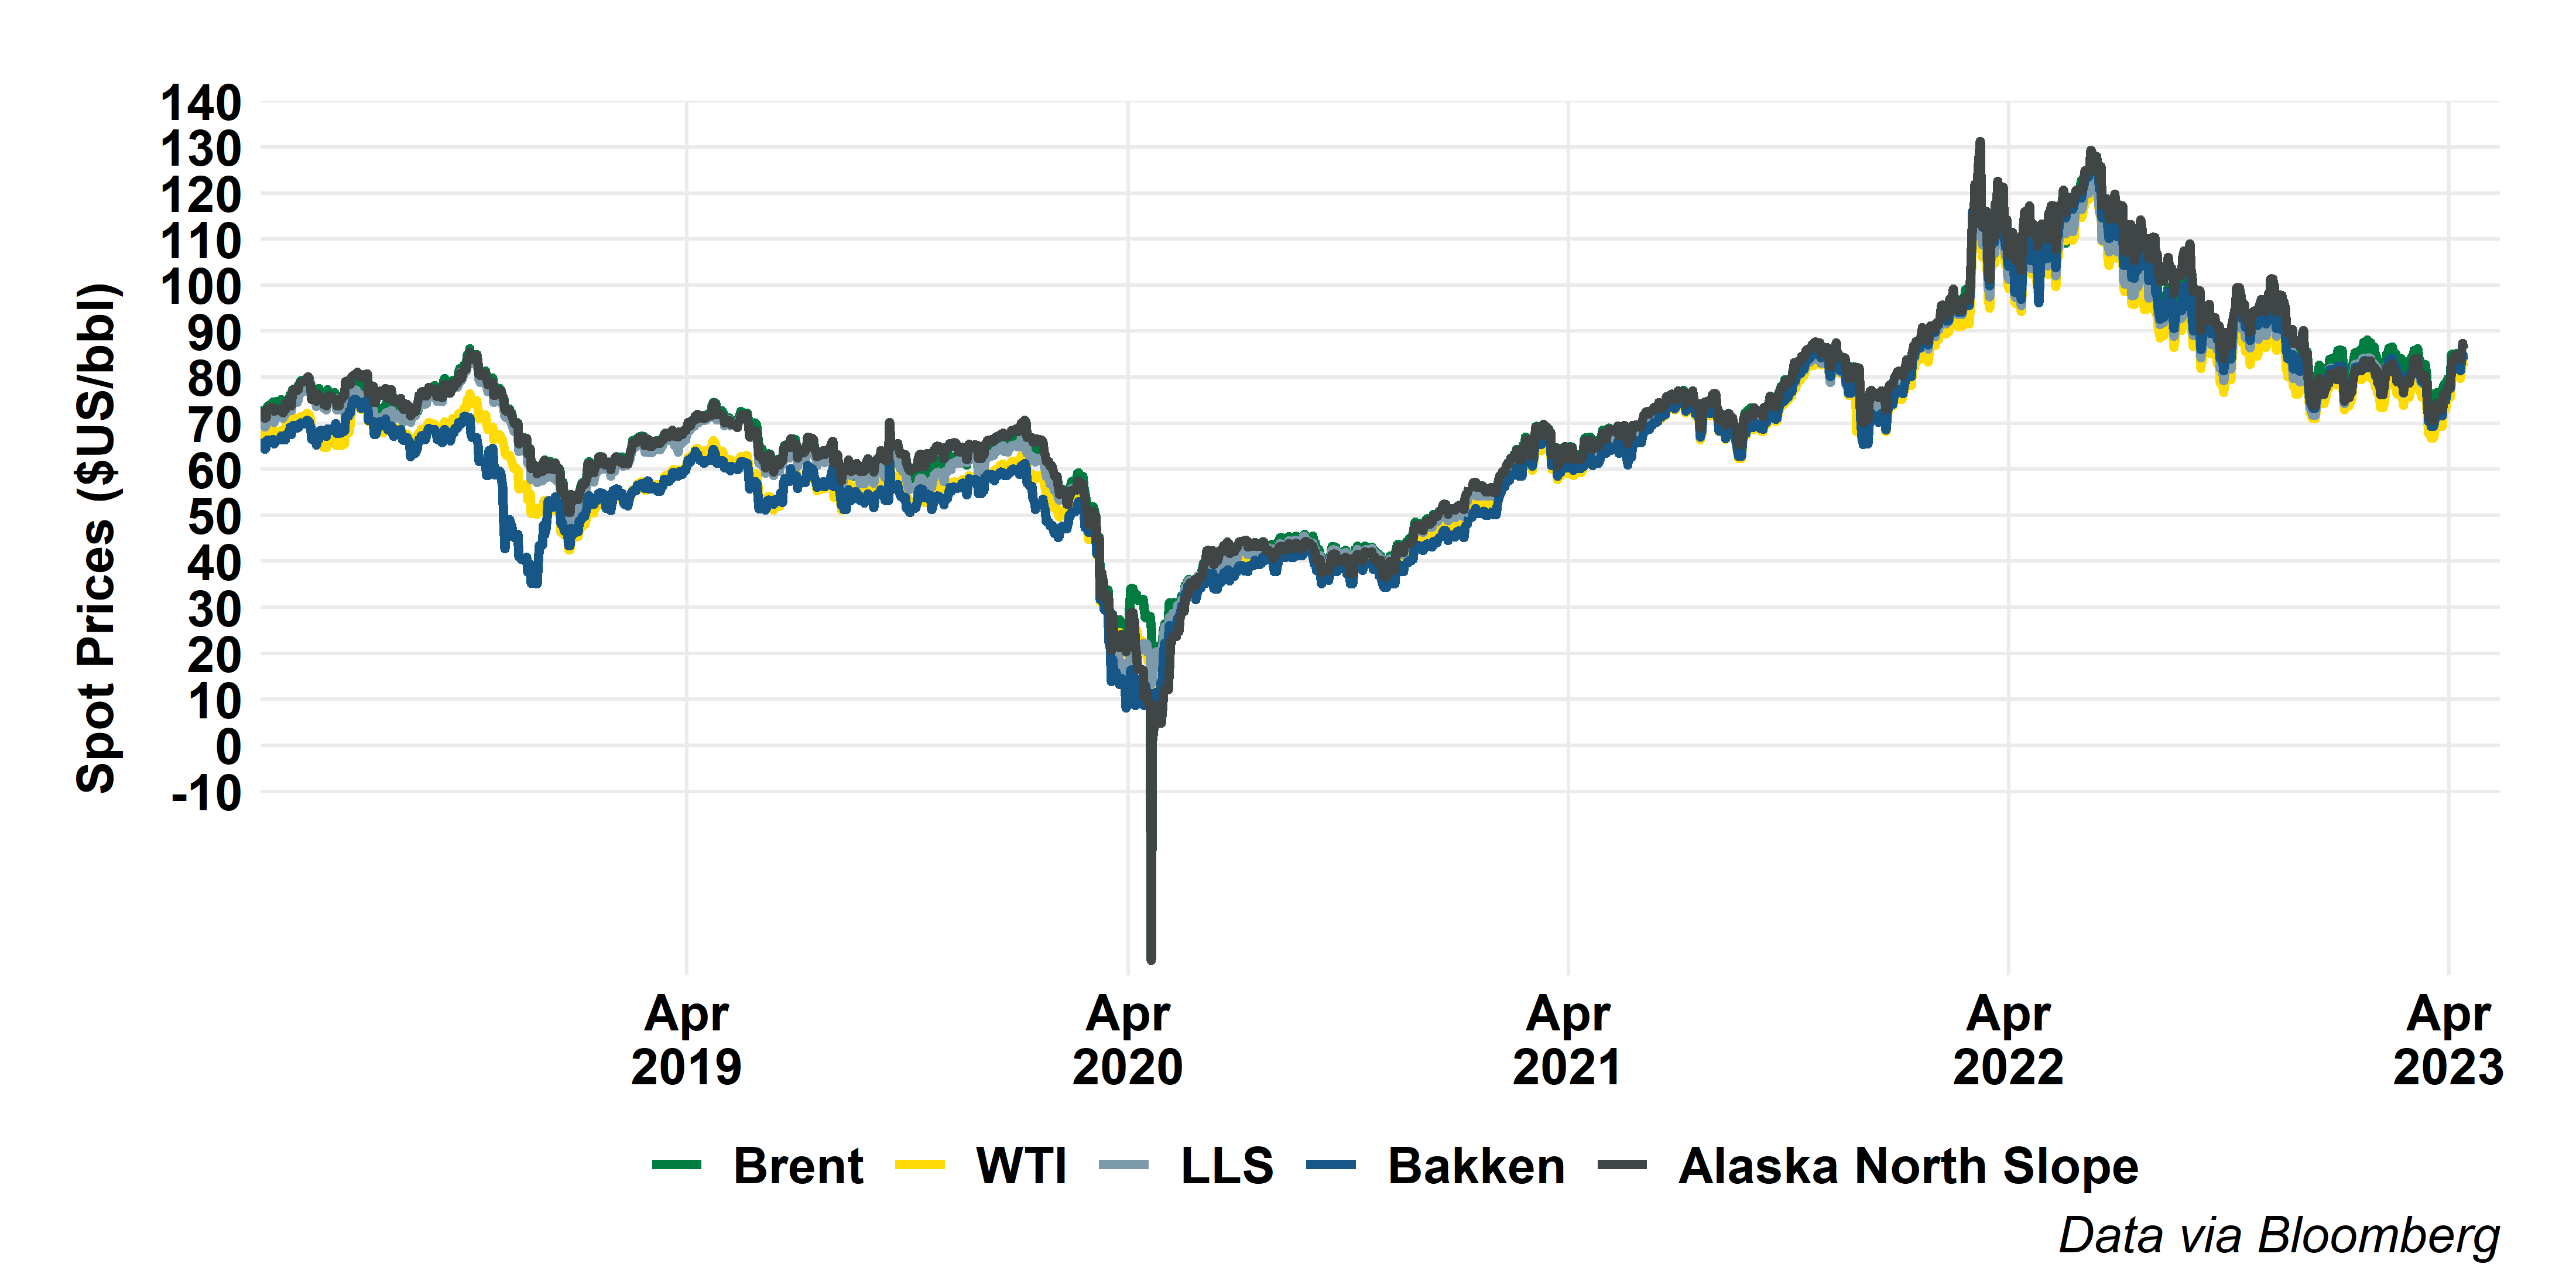 Spot Prices ($US/bbl)
140
130
120
110
100
90
80
70
60
50
40
30
20
10
0
-10
Apr 2019
Apr 2020
Apr 2021
Apr 2022
Apr 2023
Brent WTI LLS Bakken Alaska North Slope
Data via Bloomberg